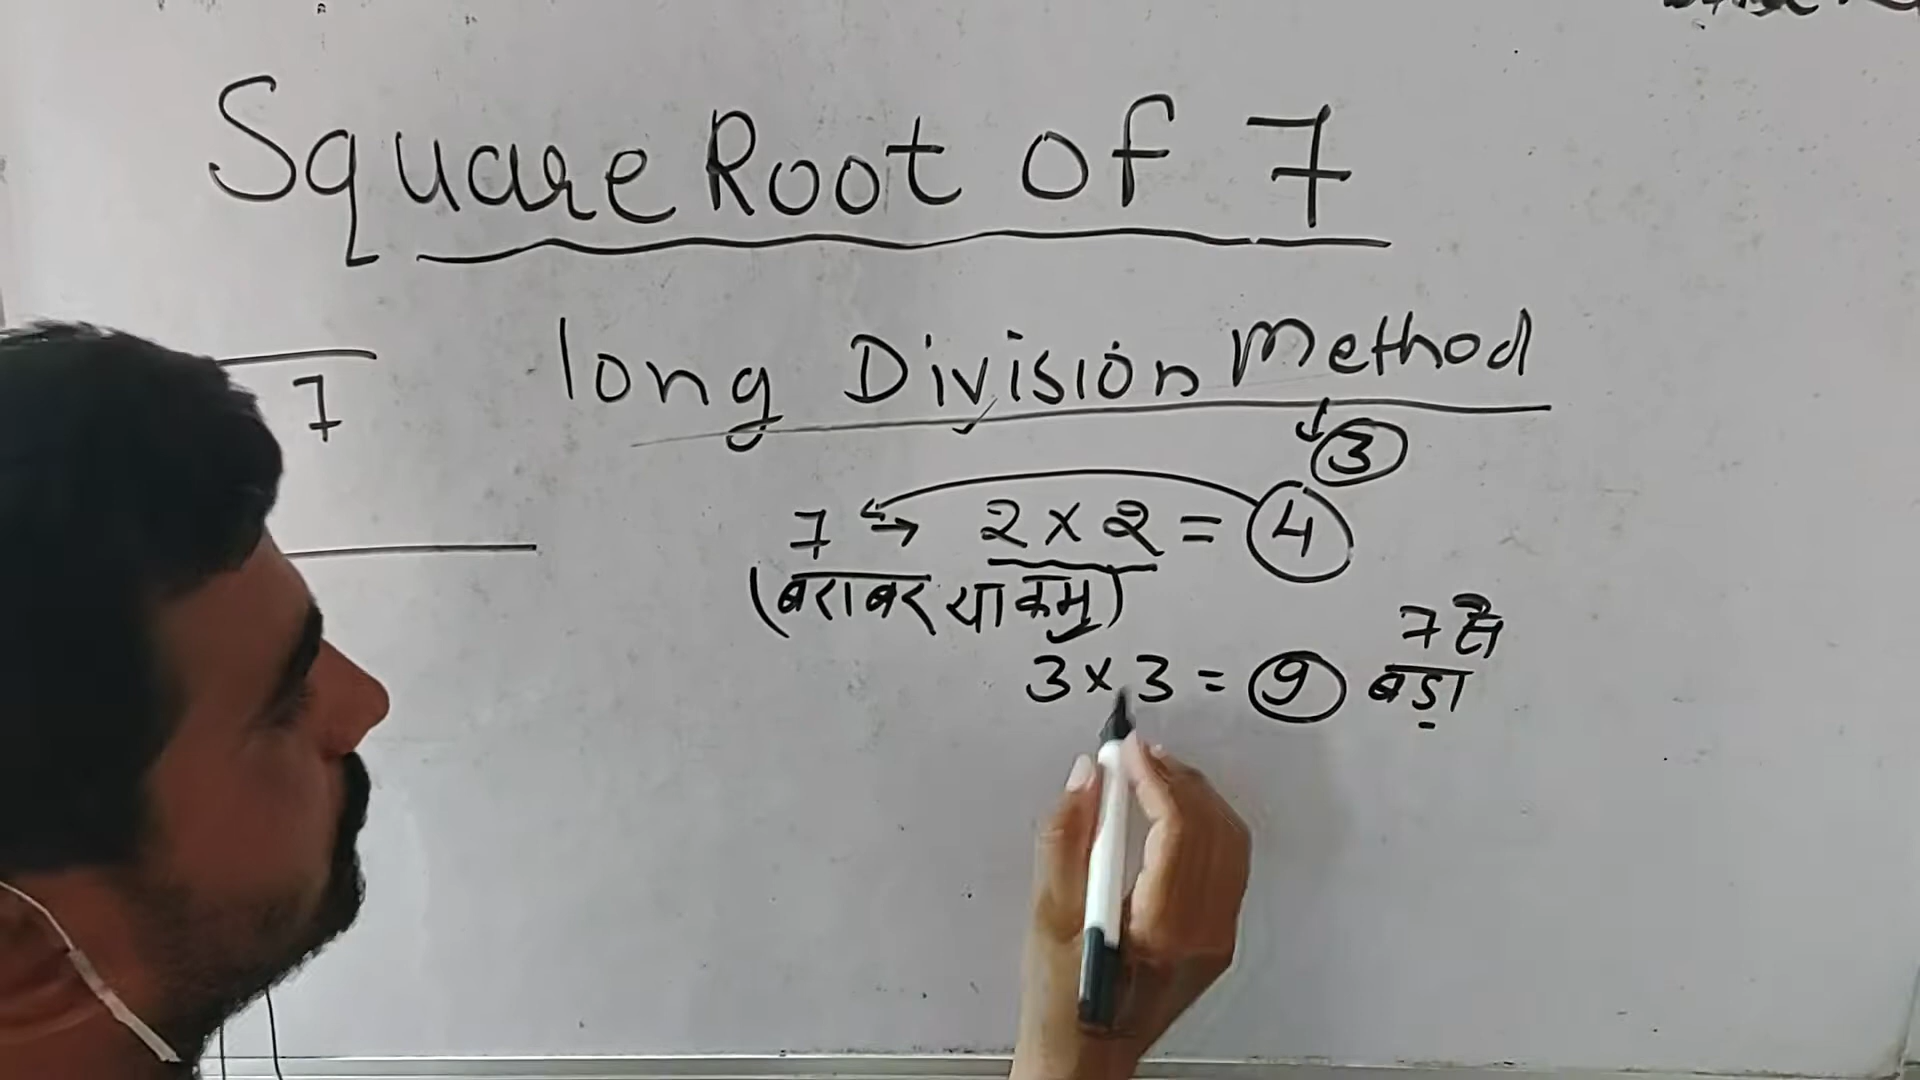 Square Root of 7
long Division Method
7
3
7 → 2 × 2 = 4
(बराबर या कम)
7 से
3 × 3 = 9 बड़ा